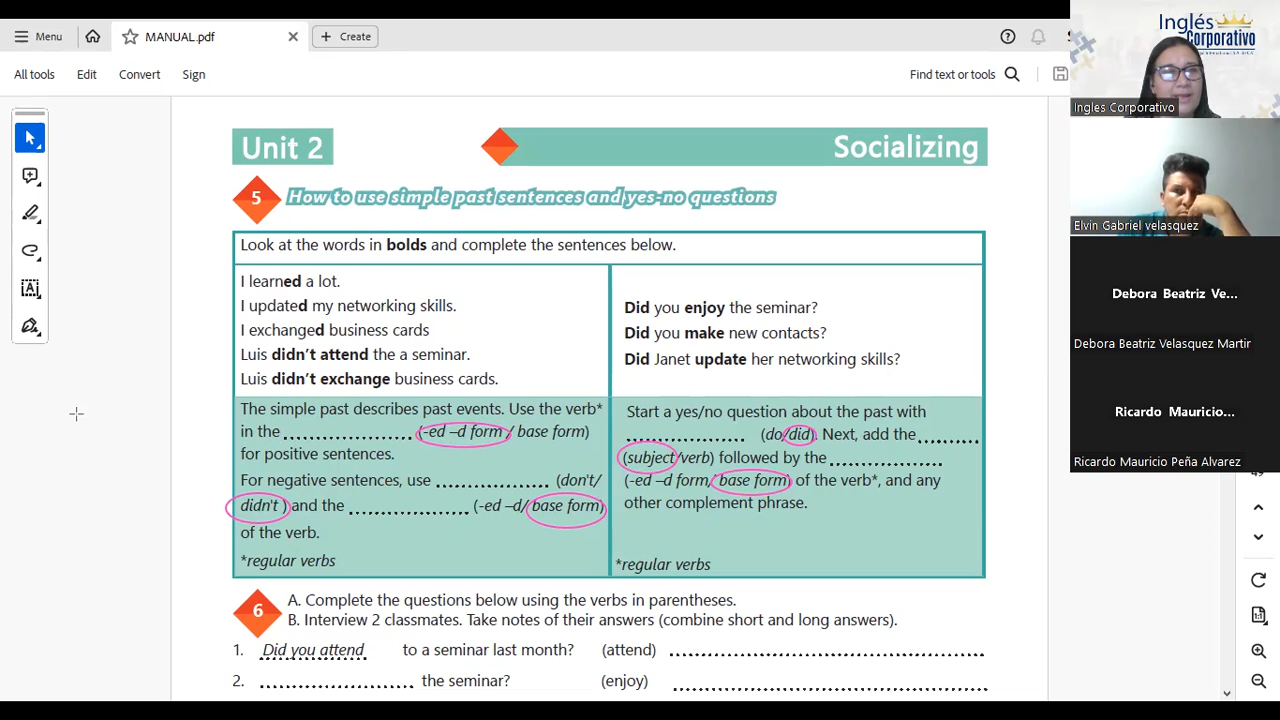 Menu
MANUAL.pdf
Create
All tools
Edit
Convert
Sign
Find text or tools
Unit 2
Socializing
5
How to use simple past sentences and yes-no questions
Look at the words in bolds and complete the sentences below.
I learned a lot.
I updated my networking skills.
I exchanged business cards
Luis didn't attend the a seminar.
Luis didn't exchange business cards.
Did you enjoy the seminar?
Did you make new contacts?
Did Janet update her networking skills?
The simple past describes past events. Use the verb*
in the ........................ (-ed –d form / base form)
for positive sentences.
For negative sentences, use ..................... (don't/
didn't ) and the ...................... (-ed –d/ base form)
of the verb.
*regular verbs
Start a yes/no question about the past with
...................... (do/did). Next, add the ...........
(subject/verb) followed by the .....................
(-ed –d form/ base form) of the verb*, and any
other complement phrase.
*regular verbs
6
A. Complete the questions below using the verbs in parentheses.
B. Interview 2 classmates. Take notes of their answers (combine short and long answers).
1. Did you attend to a seminar last month? (attend) ......................................................
2. ............................ the seminar? (enjoy) ......................................................
Inglés
Corporativo
Ingles Corporativo
Elvin Gabriel velasquez
Debora Beatriz Ve...
Debora Beatriz Velasquez Martir
Ricardo Mauricio...
Ricardo Mauricio Peña Alvarez